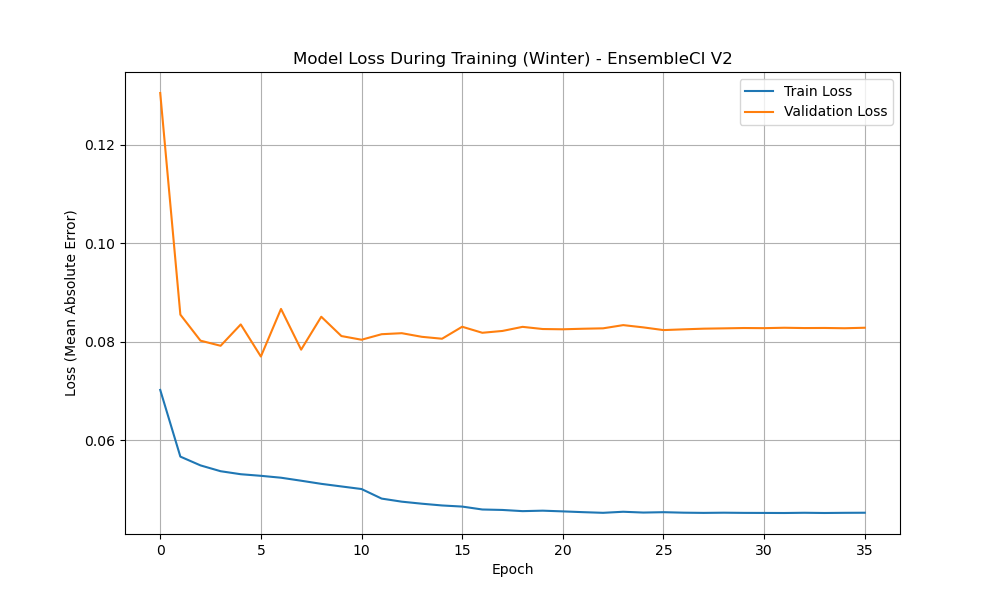 Model Loss During Training (Winter) - EnsembleCI V2
Train Loss
Validation Loss
Loss (Mean Absolute Error)
0.12
0.10
0.08
0.06
0 5 10 15 20 25 30 35
Epoch